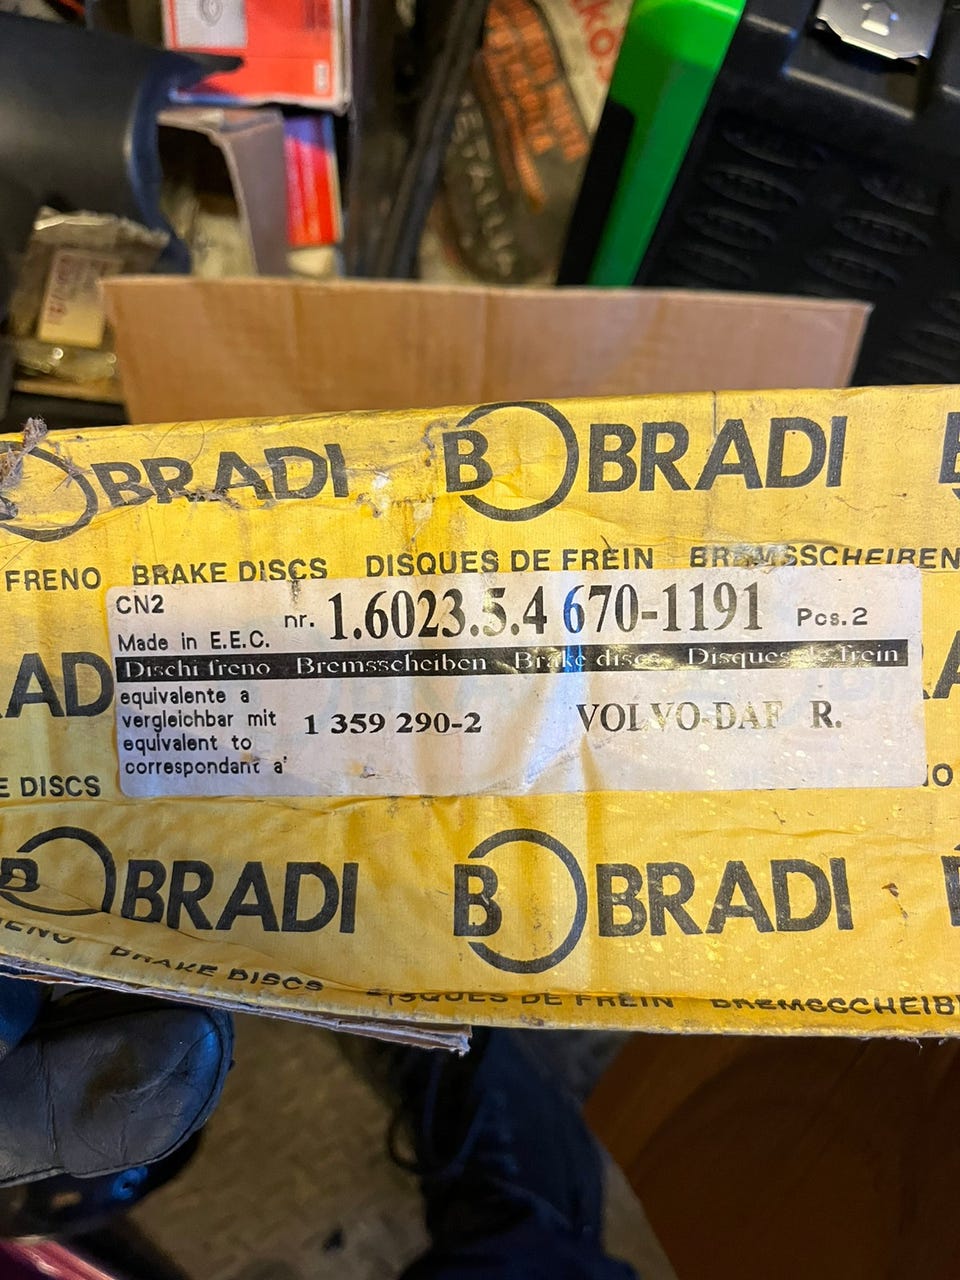 BRADI B BRADI
FRENO BRAKE DISCS DISQUES DE FREIN BREMSSCHEIBEN
CN2
nr. 1.6023.5.4 670-1191 Pcs.2
Made in E.E.C.
Dischi freno Bremsscheiben Brake discs Disques de frein
equivalente a
vergleichbar mit
equivalent to
correspondant a'
1 359 290-2 VOLVO-DAF R.
AD
E DISCS
B BRADI B BRADI
BRAKE DISCS DISQUES DE FREIN BREMSSCHEIB